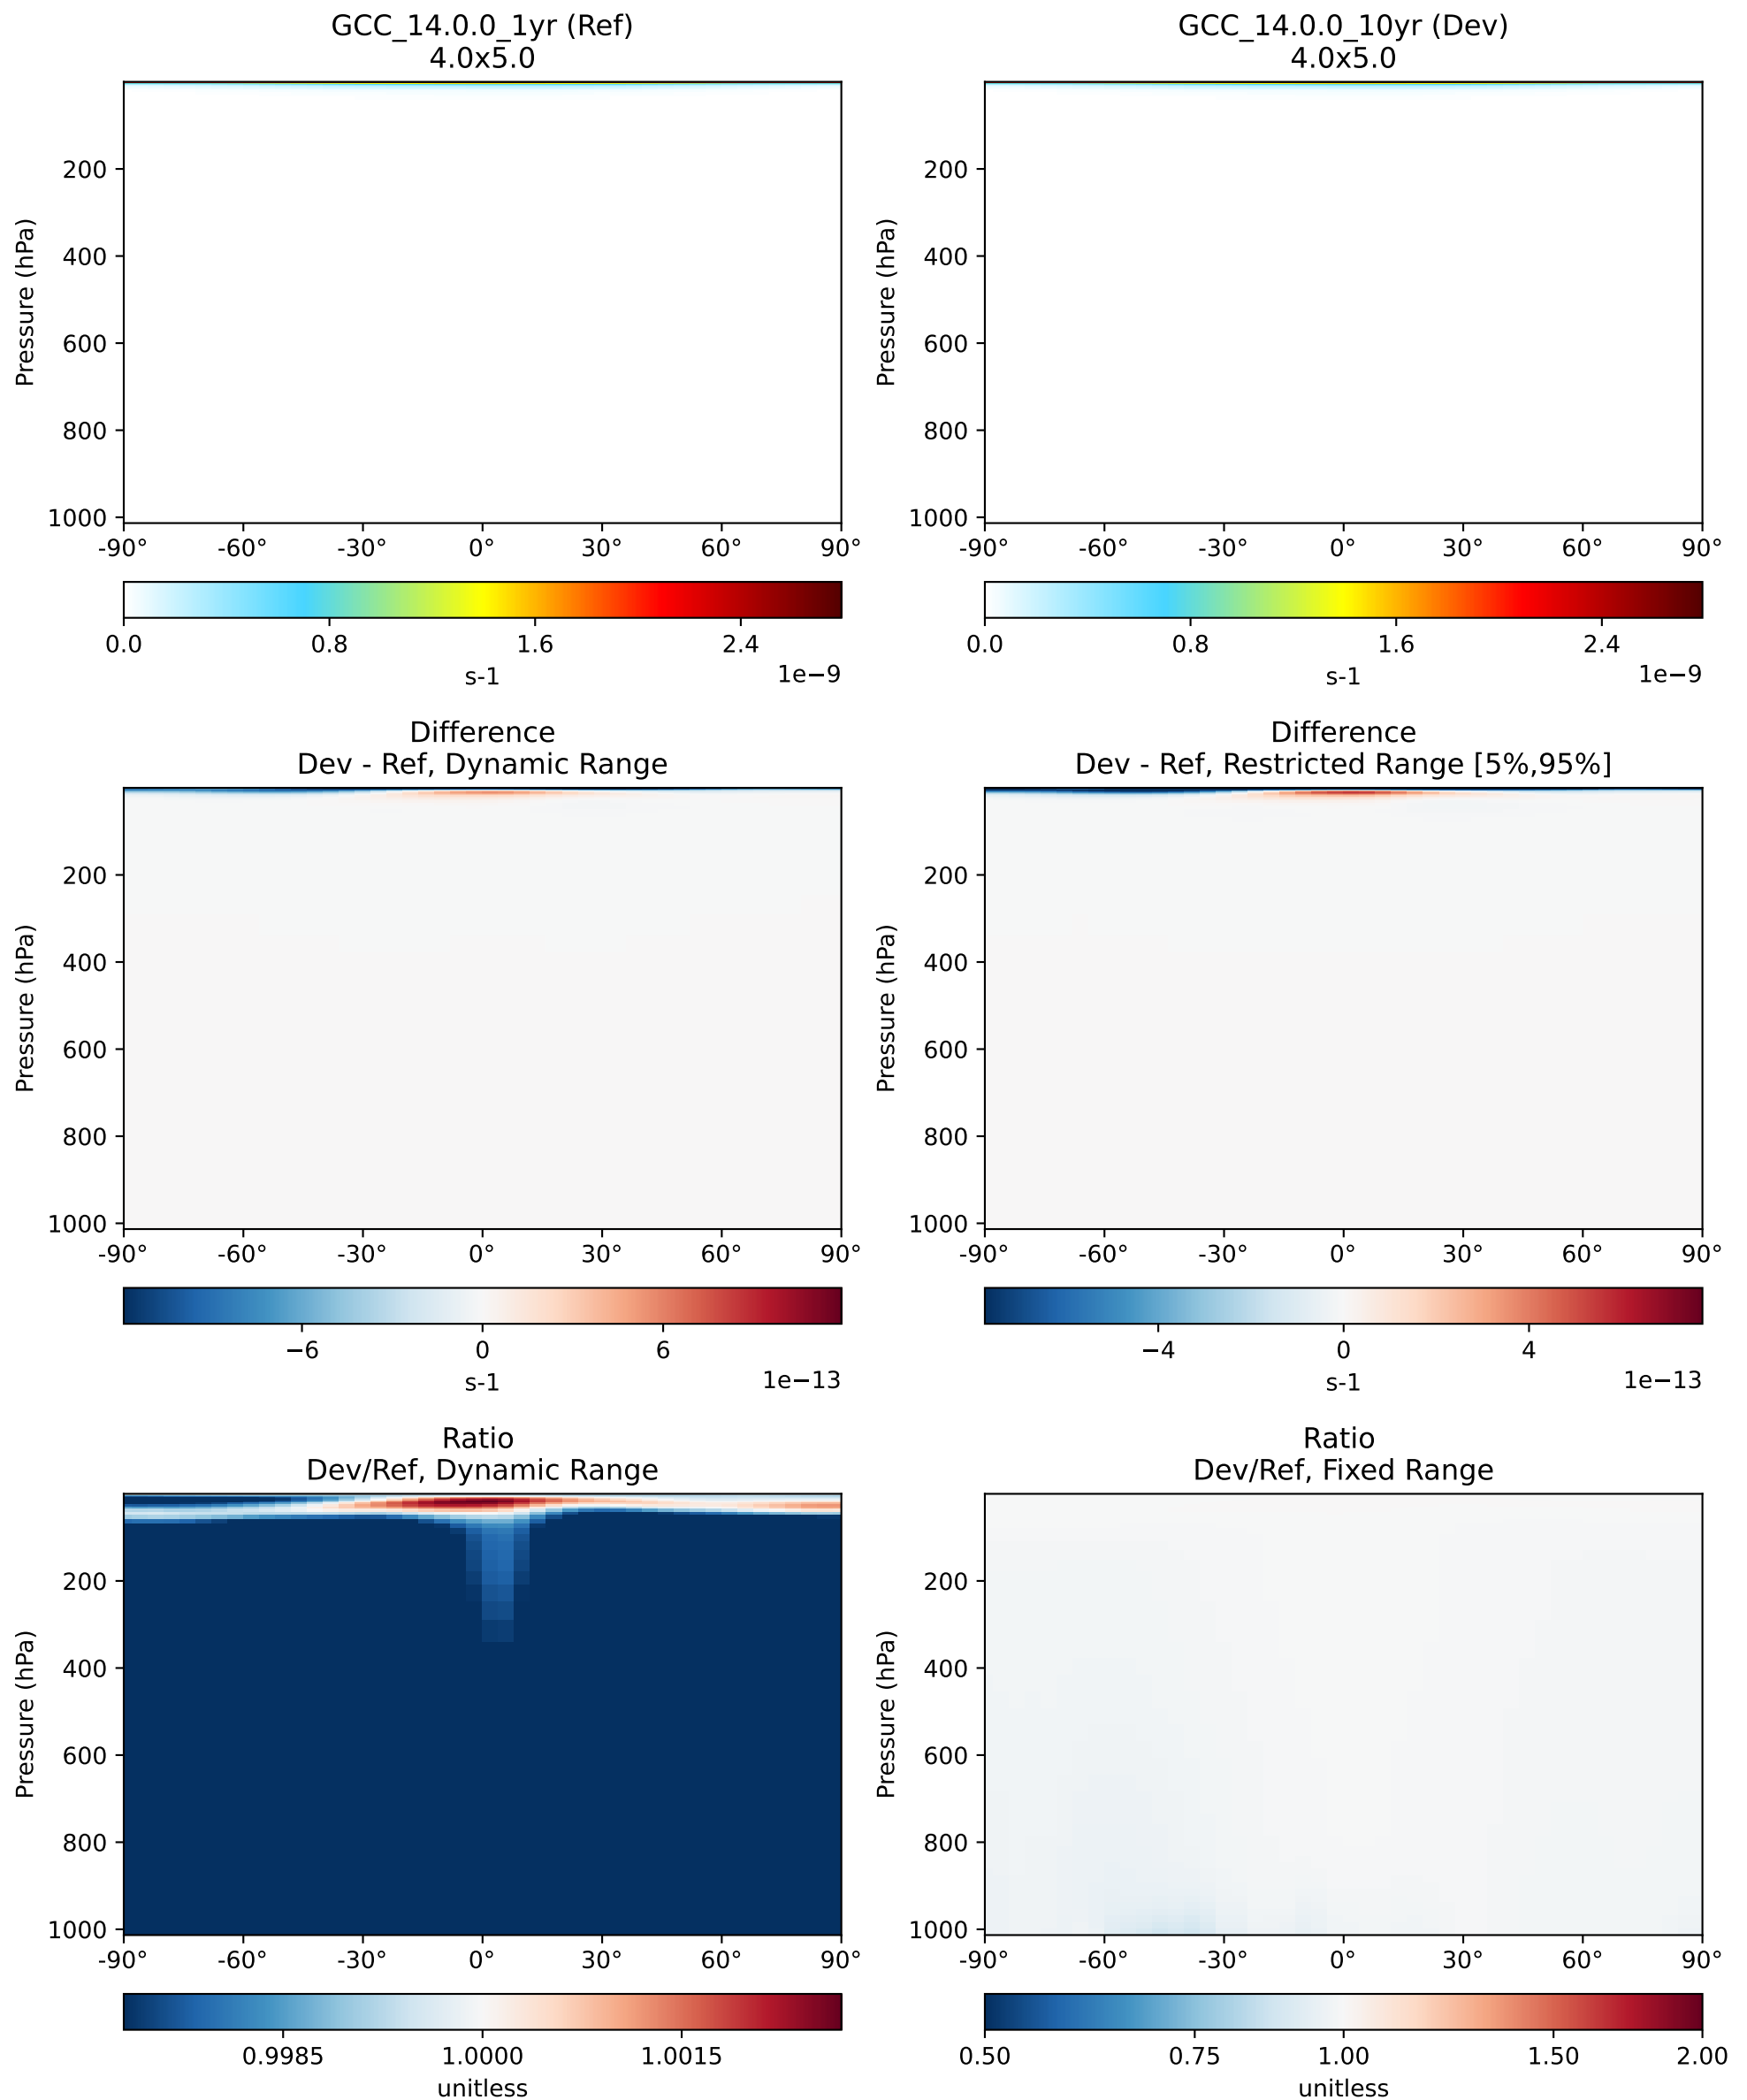 GCC_14.0.0_1yr (Ref)
4.0x5.0
Pressure (hPa)
200
400
600
800
1000
-90° -60° -30° 0° 30° 60° 90°
0.0 0.8 1.6 2.4
s-1
1e−9
GCC_14.0.0_10yr (Dev)
4.0x5.0
Pressure (hPa)
200
400
600
800
1000
-90° -60° -30° 0° 30° 60° 90°
0.0 0.8 1.6 2.4
s-1
1e−9
Difference
Dev - Ref, Dynamic Range
Pressure (hPa)
200
400
600
800
1000
-90° -60° -30° 0° 30° 60° 90°
−6 0 6
s-1
1e−13
Difference
Dev - Ref, Restricted Range [5%,95%]
Pressure (hPa)
200
400
600
800
1000
-90° -60° -30° 0° 30° 60° 90°
−4 0 4
s-1
1e−13
Ratio
Dev/Ref, Dynamic Range
Pressure (hPa)
200
400
600
800
1000
-90° -60° -30° 0° 30° 60° 90°
0.9985 1.0000 1.0015
unitless
Ratio
Dev/Ref, Fixed Range
Pressure (hPa)
200
400
600
800
1000
-90° -60° -30° 0° 30° 60° 90°
0.50 0.75 1.00 1.50 2.00
unitless